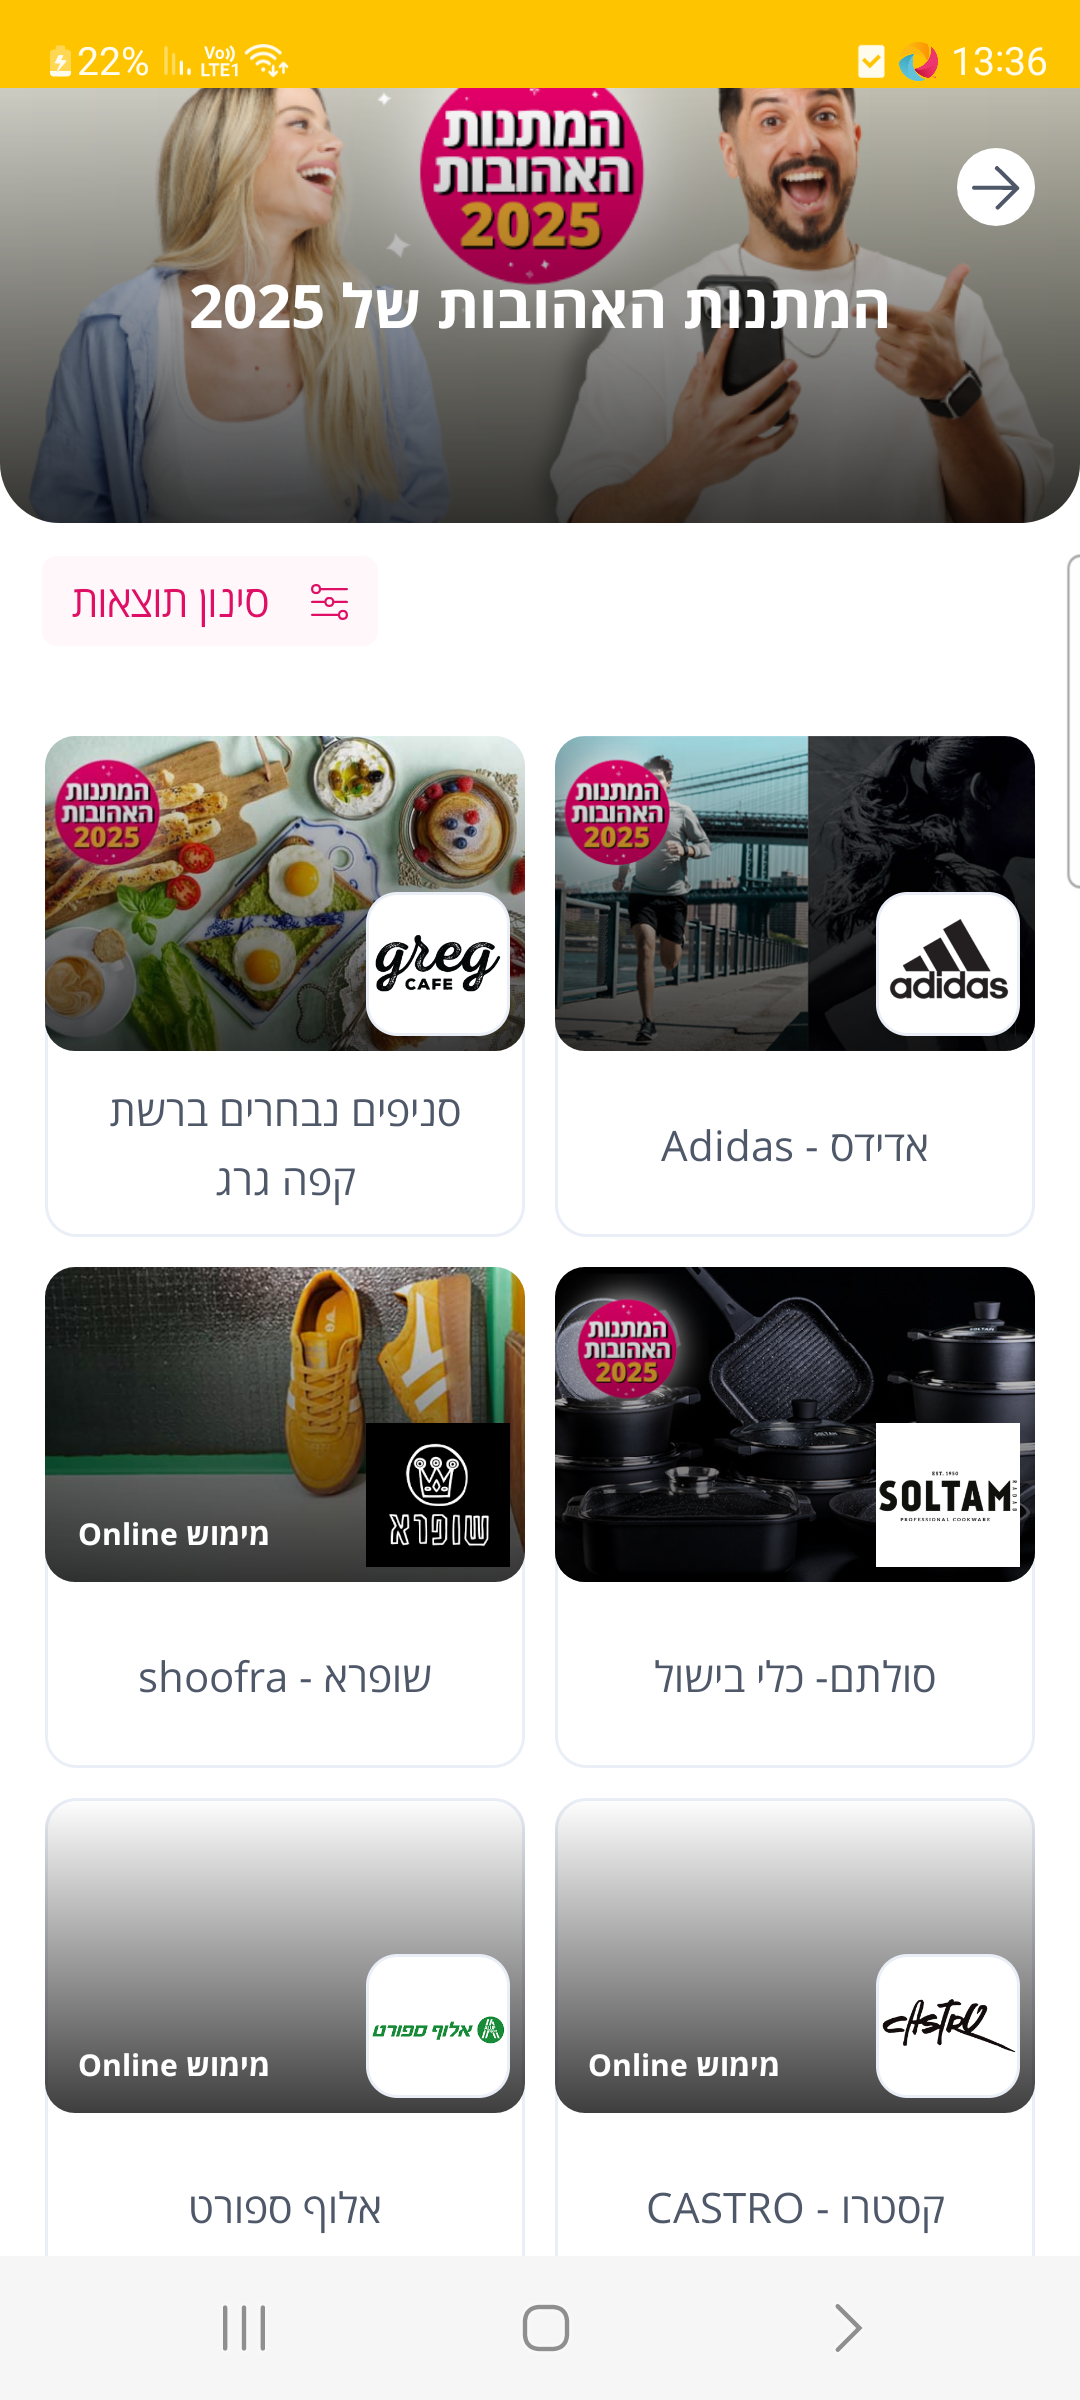 22%
Vo)) LTE1
13:36
המתנות
האהובות
2025
המתנות האהובות של 2025
סינון תוצאות
המתנות
האהובות
2025
adidas
אדידס - Adidas
המתנות
האהובות
2025
greg
CAFE
סניפים נבחרים ברשת
קפה גרג
המתנות
האהובות
2025
EST. 1950
SOLTAM
PROFESSIONAL COOKWARE
סולתם- כלי בישול
מימוש Online
שופרא
שופרא - shoofra
מימוש Online
CASTRO
קסטרו - CASTRO
מימוש Online
אלוף ספורט
אלוף ספורט